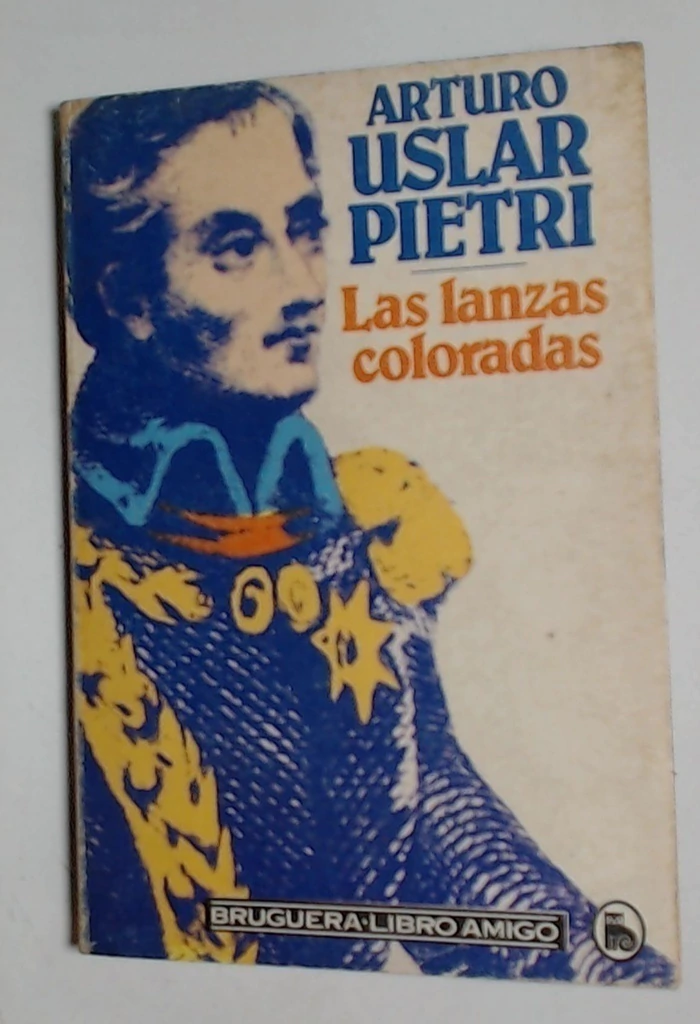 ARTURO
USLAR
PIETRI
Las lanzas
coloradas
BRUGUERA·LIBRO AMIGO